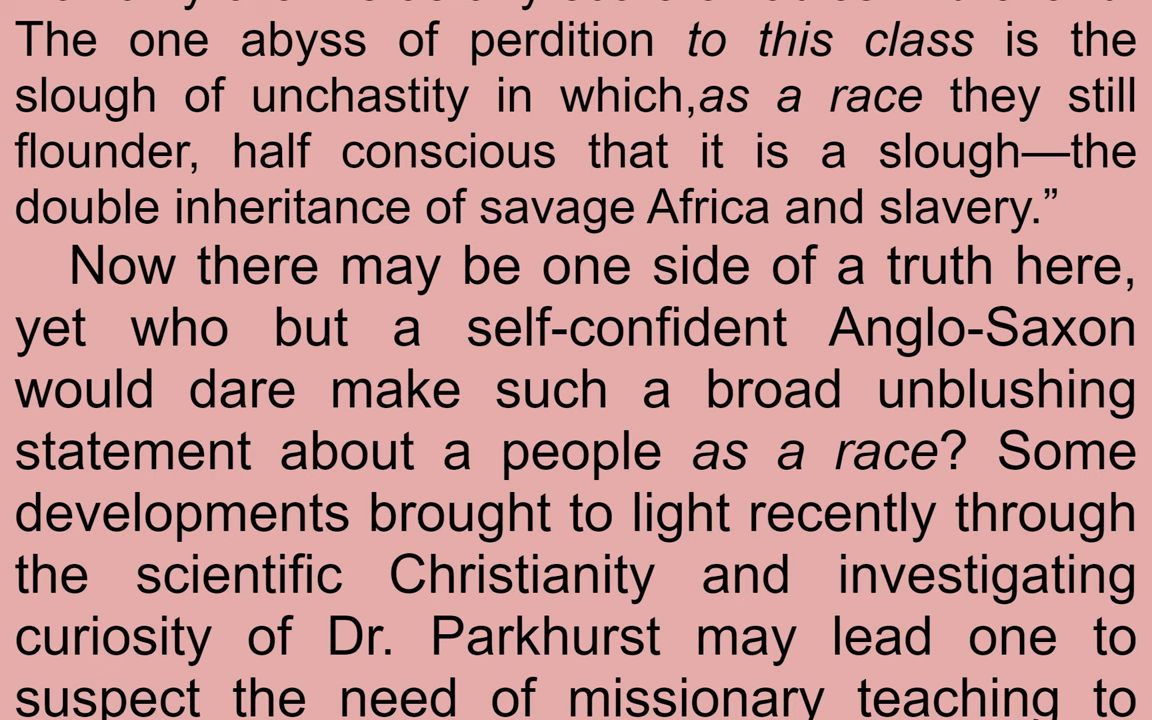 The one abyss of perdition to this class is the
slough of unchastity in which,as a race they still
flounder, half conscious that it is a slough—the
double inheritance of savage Africa and slavery.”
Now there may be one side of a truth here,
yet who but a self-confident Anglo-Saxon
would dare make such a broad unblushing
statement about a people as a race? Some
developments brought to light recently through
the scientific Christianity and investigating
curiosity of Dr. Parkhurst may lead one to
suspect the need of missionary teaching to